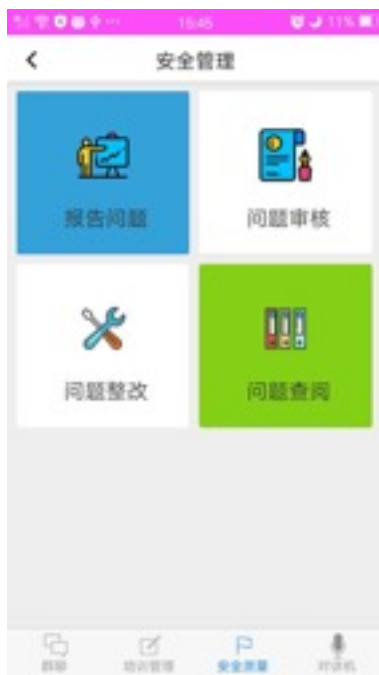 15:45
11%
安全管理
报告问题
问题审核
问题整改
问题查阅
群聊
培训管理
安全质量
对讲机